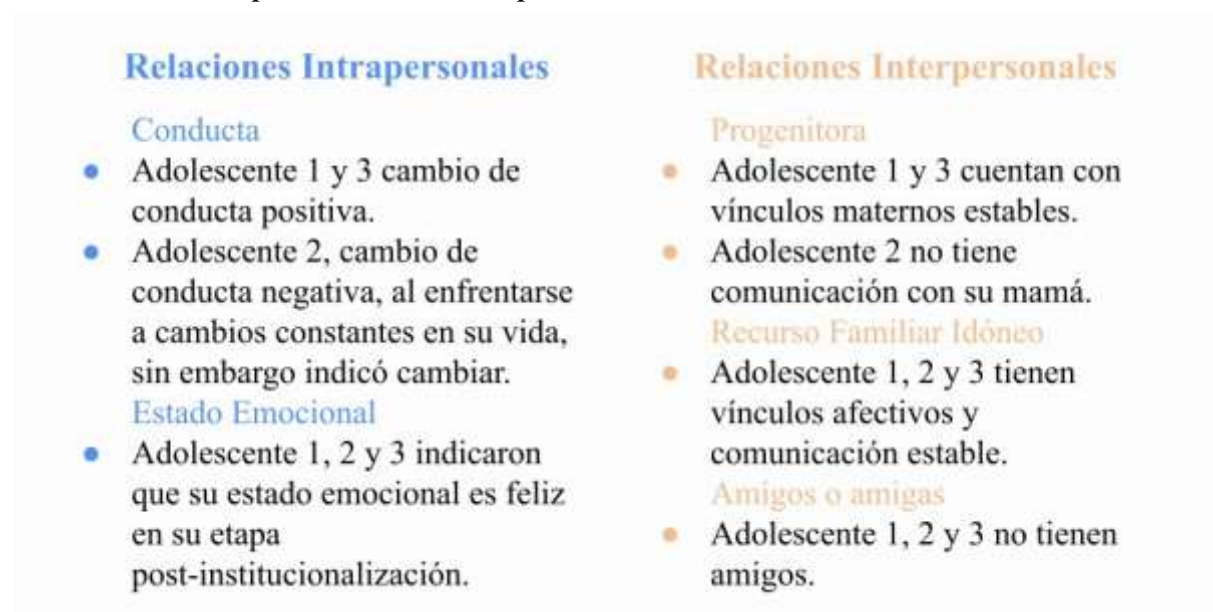 Relaciones Intrapersonales
Conducta
● Adolescente 1 y 3 cambio de
conducta positiva.
● Adolescente 2, cambio de
conducta negativa, al enfrentarse
a cambios constantes en su vida,
sin embargo indicó cambiar.
Estado Emocional
● Adolescente 1, 2 y 3 indicaron
que su estado emocional es feliz
en su etapa
post-institucionalización.
Relaciones Interpersonales
Progenitora
● Adolescente 1 y 3 cuentan con
vínculos maternos estables.
● Adolescente 2 no tiene
comunicación con su mamá.
Recurso Familiar Idóneo
● Adolescente 1, 2 y 3 tienen
vínculos afectivos y
comunicación estable.
Amigos o amigas
● Adolescente 1, 2 y 3 no tienen
amigos.